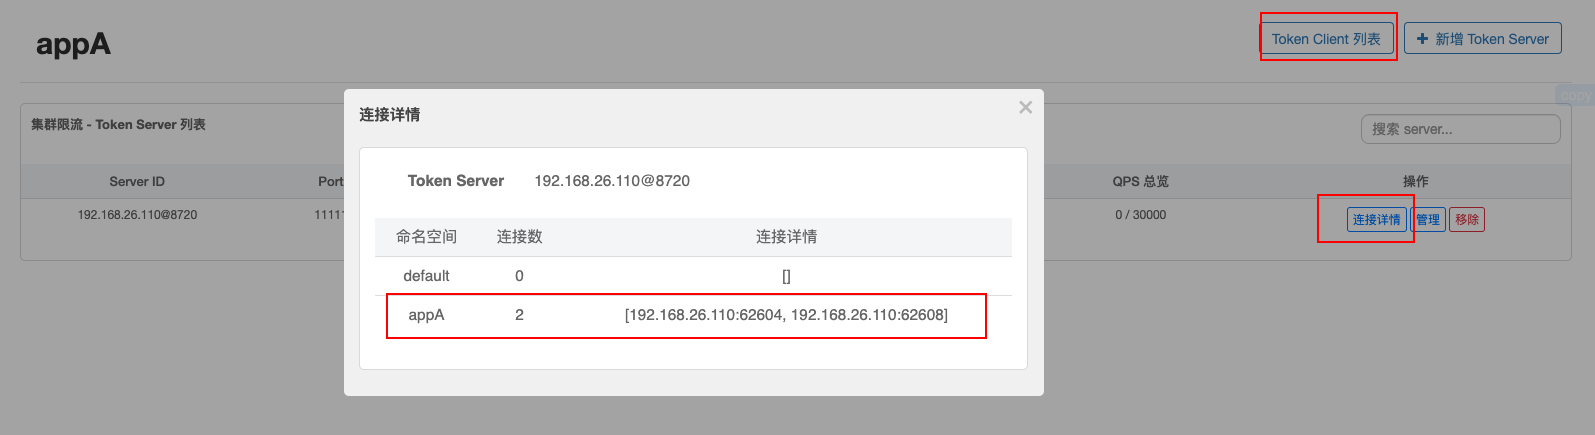 appA
Token Client 列表
+ 新增 Token Server
copy
集群限流 - Token Server 列表
搜索 server...
Server ID
Port
QPS 总览
操作
192.168.26.110@8720
11111
0 / 30000
连接详情
管理
移除
连接详情
×
Token Server
192.168.26.110@8720
命名空间
连接数
连接详情
default
0
[]
appA
2
[192.168.26.110:62604, 192.168.26.110:62608]